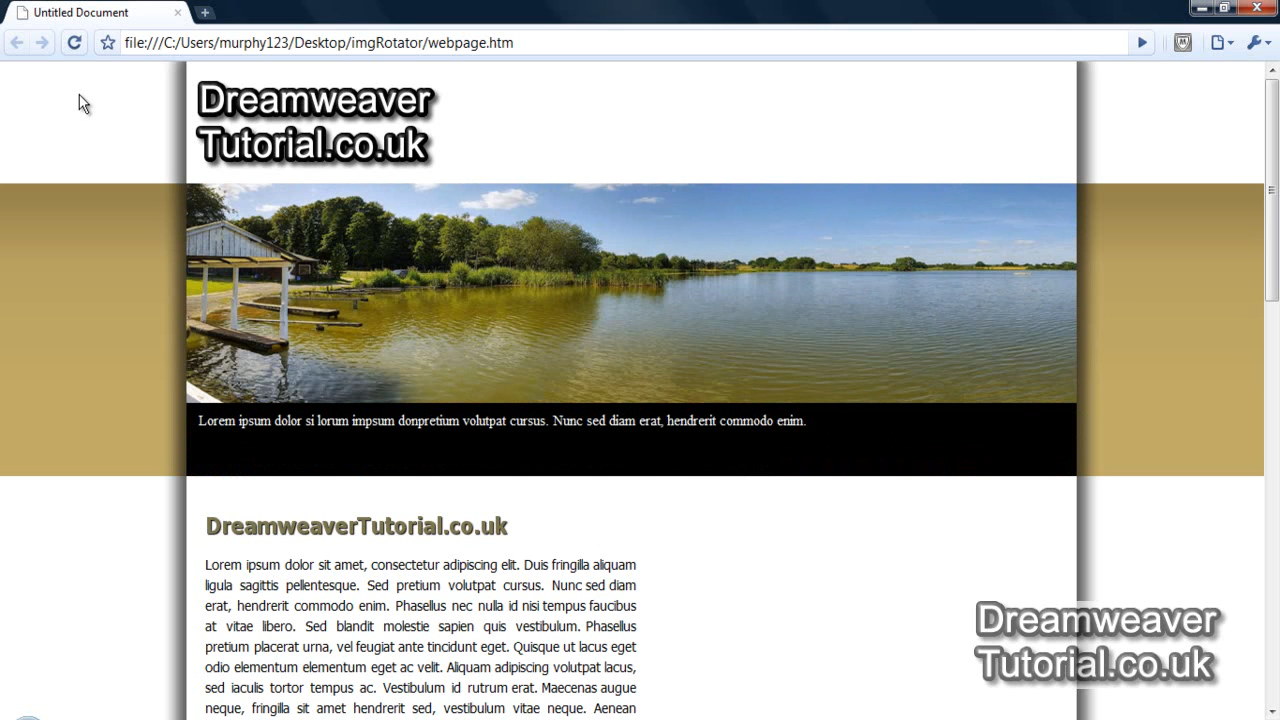 Untitled Document
file:///C:/Users/murphy123/Desktop/imgRotator/webpage.htm
Dreamweaver
Tutorial.co.uk
Lorem ipsum dolor si lorum impsum donpretium volutpat cursus. Nunc sed diam erat, hendrerit commodo enim.
DreamweaverTutorial.co.uk
Lorem ipsum dolor sit amet, consectetur adipiscing elit. Duis fringilla aliquam
ligula sagittis pellentesque. Sed pretium volutpat cursus. Nunc sed diam
erat, hendrerit commodo enim. Phasellus nec nulla id nisi tempus faucibus
at vitae libero. Sed blandit molestie sapien quis vestibulum. Phasellus
pretium placerat urna, vel feugiat ante tincidunt eget. Quisque ut lacus eget
odio elementum elementum eget ac velit. Aliquam adipiscing volutpat lacus,
sed iaculis tortor tempus ac. Vestibulum id rutrum erat. Maecenas augue
neque, fringilla sit amet hendrerit sed, vestibulum vitae neque. Aenean
Dreamweaver
Tutorial.co.uk